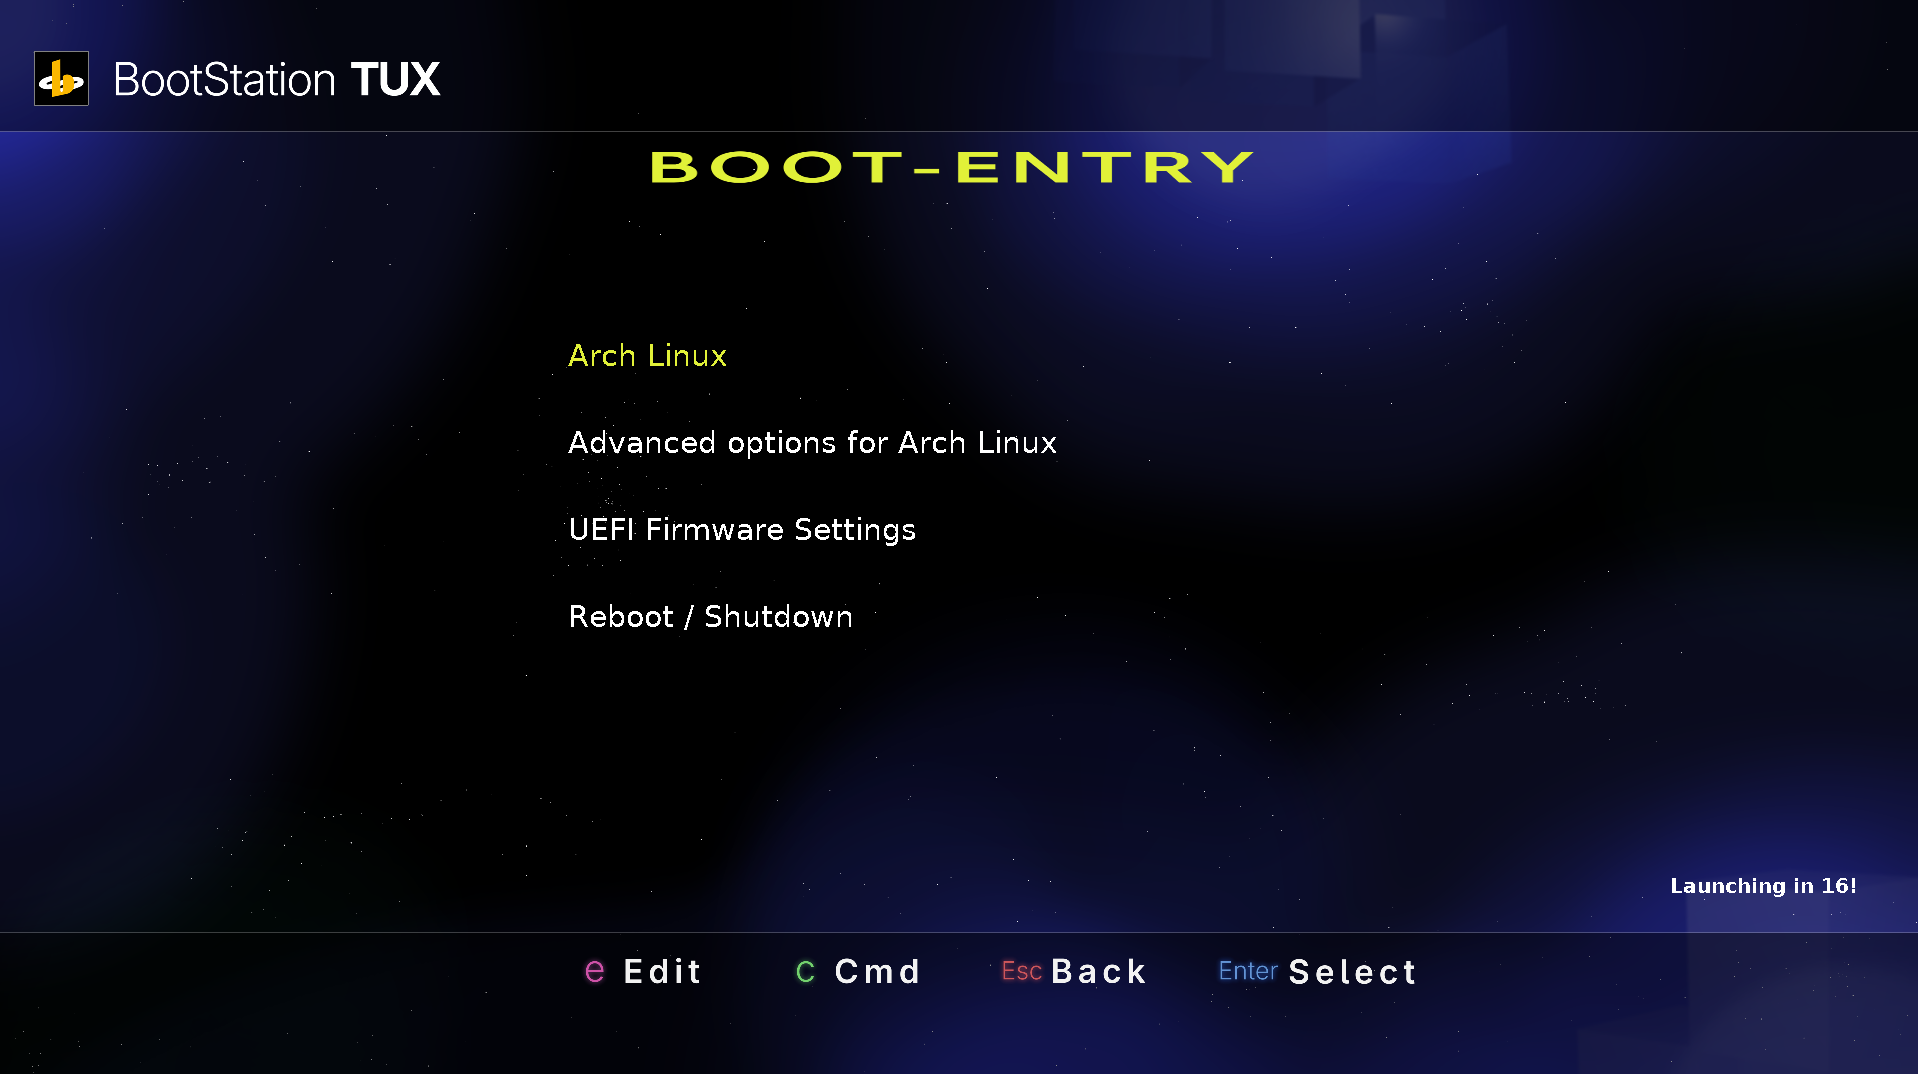 BootStation TUX
BOOT-ENTRY
Arch Linux
Advanced options for Arch Linux
UEFI Firmware Settings
Reboot / Shutdown
Launching in 16!
e Edit C Cmd Esc Back Enter Select